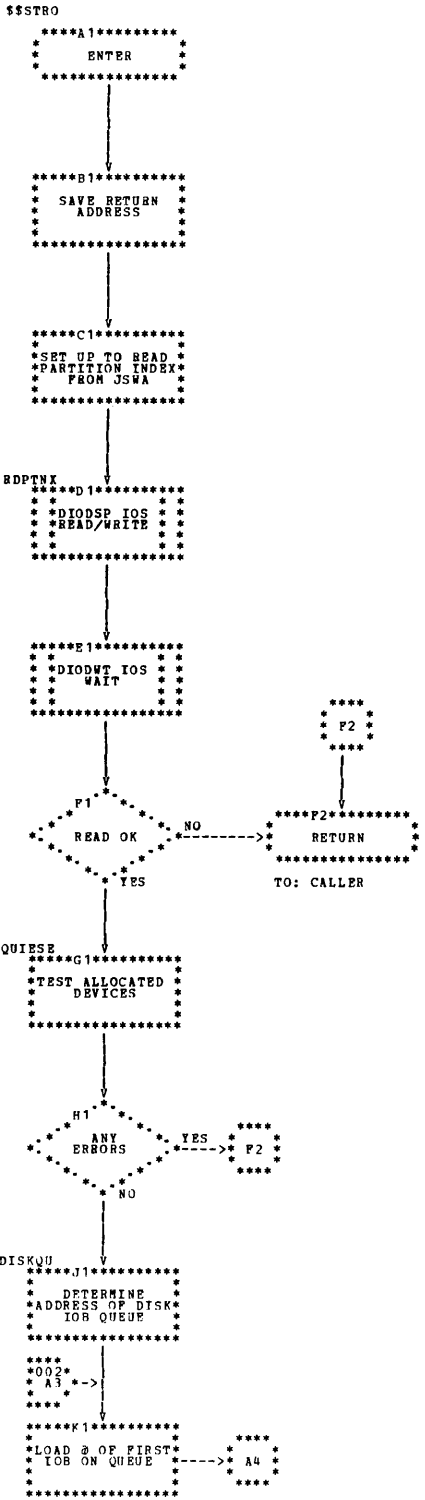 $$STRO
A1
ENTER
B1
SAVE RETURN
ADDRESS
C1
SET UP TO READ
PARTITION INDEX
FROM JSWA
RDPTNX
D1
DIODSP IOS
READ/WRITE
E1
DIODWT IOS
WAIT
F2
F1
READ OK
NO
F2
RETURN
YES
TO: CALLER
QUIESE
G1
TEST ALLOCATED
DEVICES
H1
ANY
ERRORS
YES
F2
NO
DISKQU
J1
DETERMINE
ADDRESS OF DISK
IOB QUEUE
002
A3
K1
LOAD @ OF FIRST
IOB ON QUEUE
A4